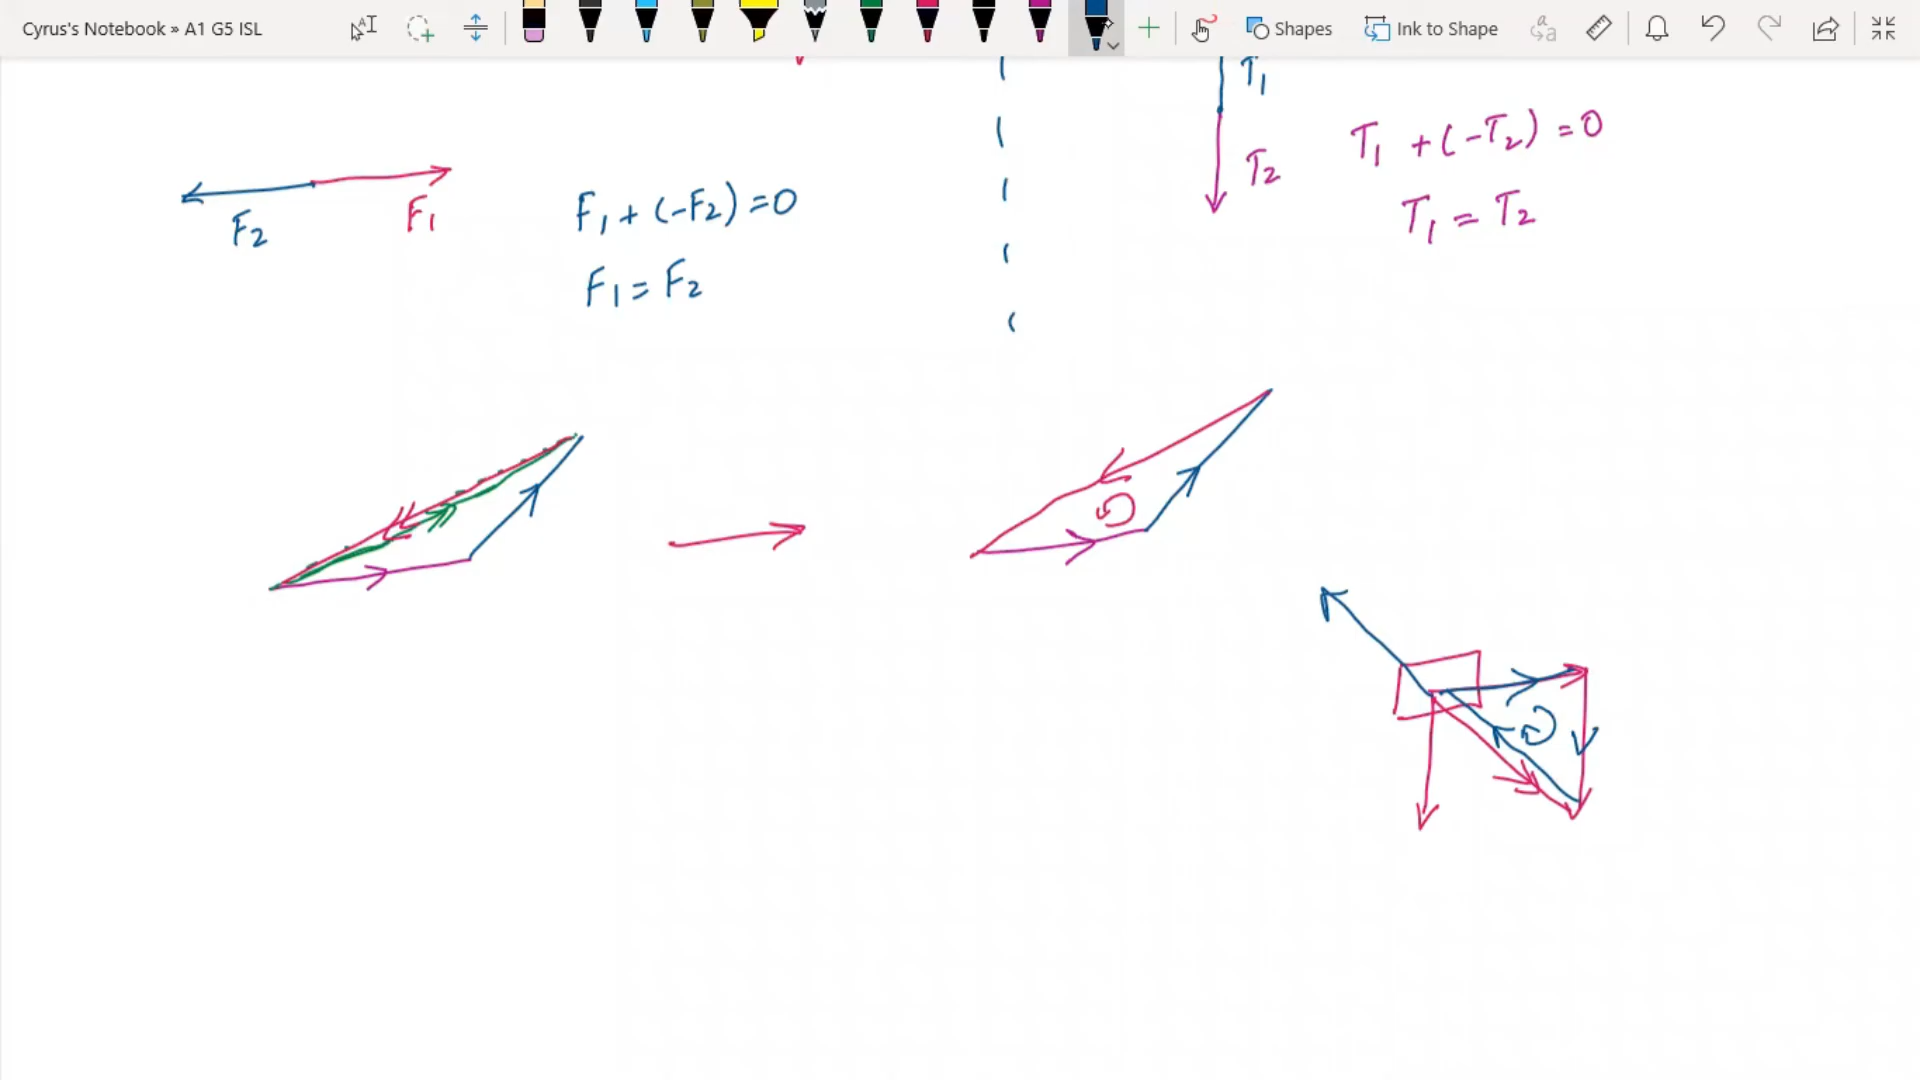 Cyrus's Notebook » A1 G5 ISL
Shapes
Ink to Shape
T₁
T₂
T₁ + (-T₂) = 0
T₁ = T₂
F₂
F₁
F₁ + (-F₂) = 0
F₁ = F₂